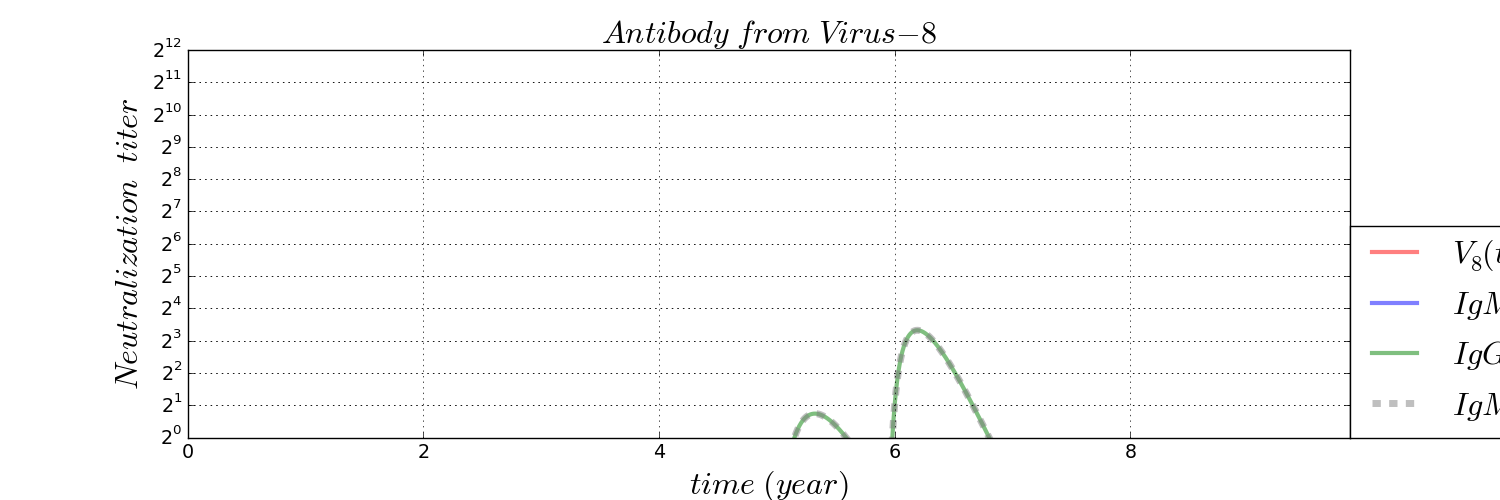 Antibody from Virus−8
2^12
2^11
2^10
2^9
2^8
2^7
2^6
2^5
2^4
2^3
2^2
2^1
2^0
Neutralization titer
0 2 4 6 8
time (year)
V_8(t
IgM
IgG
IgM